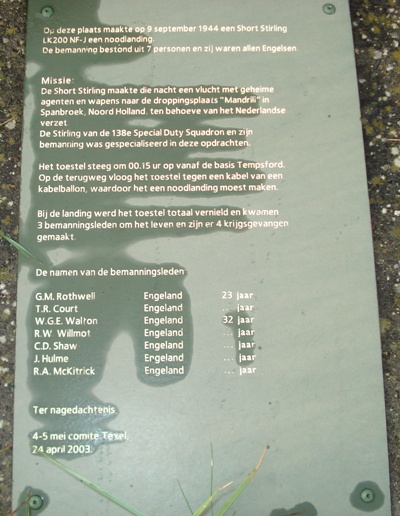 Op deze plaats maakte op 9 september 1944 een Short Stirling
LK200 NF-J een noodlanding.
De bemanning bestond uit 7 personen en zij waren allen Engelsen.
Missie:
De Short Stirling maakte die nacht een vlucht met geheime
agenten en wapens naar de droppingsplaats "Mandrill" in
Spanbroek, Noord Holland, ten behoeve van het Nederlandse
verzet.
De Stirling van de 138e Special Duty Squadron en zijn
bemanning was gespecialiseerd in deze opdrachten.
Het toestel steeg om 00.15 ur op vanaf de basis Tempsford.
Op de terugweg vloog het toestel tegen een kabel van een
kabelballon, waardoor het een noodlanding moest maken.
Bij de landing werd het toestel totaal vernield en kwamen
3 bemanningsleden om het leven en zijn er 4 krijgsgevangen
gemaakt.
De namen van de bemanningsleden
G.M. Rothwell Engeland 23 jaar
T.R. Court Engeland ... jaar
W.G.E. Walton Engeland 32 jaar
R.W. Willmot Engeland ... jaar
C.D. Shaw Engeland ... jaar
J. Hulme Engeland ... jaar
R.A. McKitrick Engeland ... jaar
Ter nagedachtenis
4-5 mei comite Texel,
24 april 2003.